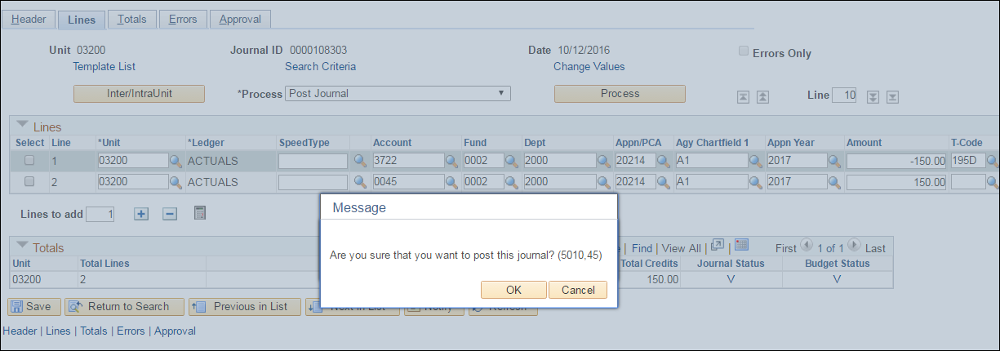 Header Lines Totals Errors Approval
Unit 03200 Journal ID 0000108303 Date 10/12/2016 Errors Only
Template List Search Criteria Change Values
Inter/IntraUnit *Process Post Journal Process Line 10
Lines
Select Line *Unit *Ledger SpeedType Account Fund Dept Appn/PCA Agy Chartfield 1 Appn Year Amount T-Code
1 03200 ACTUALS 3722 0002 2000 20214 A1 2017 -150.00 195D
2 03200 ACTUALS 0045 0002 2000 20214 A1 2017 150.00
Lines to add 1
Message
Are you sure that you want to post this journal? (5010,45)
OK Cancel
Totals | Find | View All | | First 1 of 1 Last
Unit Total Lines Total Credits Journal Status Budget Status
03200 2 150.00 V V
Save Return to Search Previous in List Next in List Notify Refresh
Header | Lines | Totals | Errors | Approval